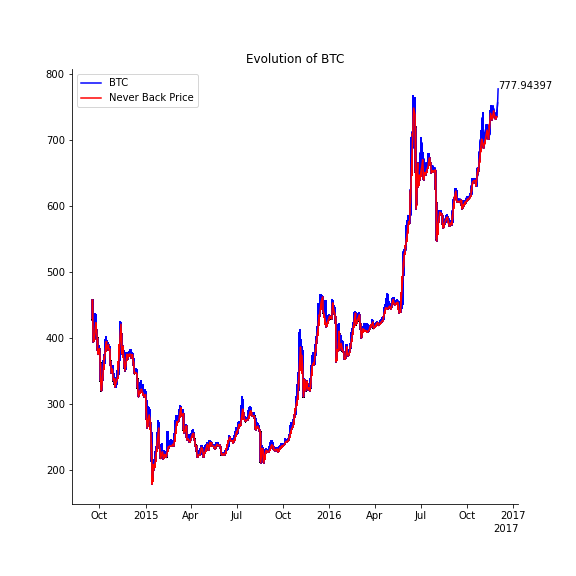 Evolution of BTC
BTC
Never Back Price
777.94397
800
700
600
500
400
300
200
Oct 2015 Apr Jul Oct 2016 Apr Jul Oct 2017
2017